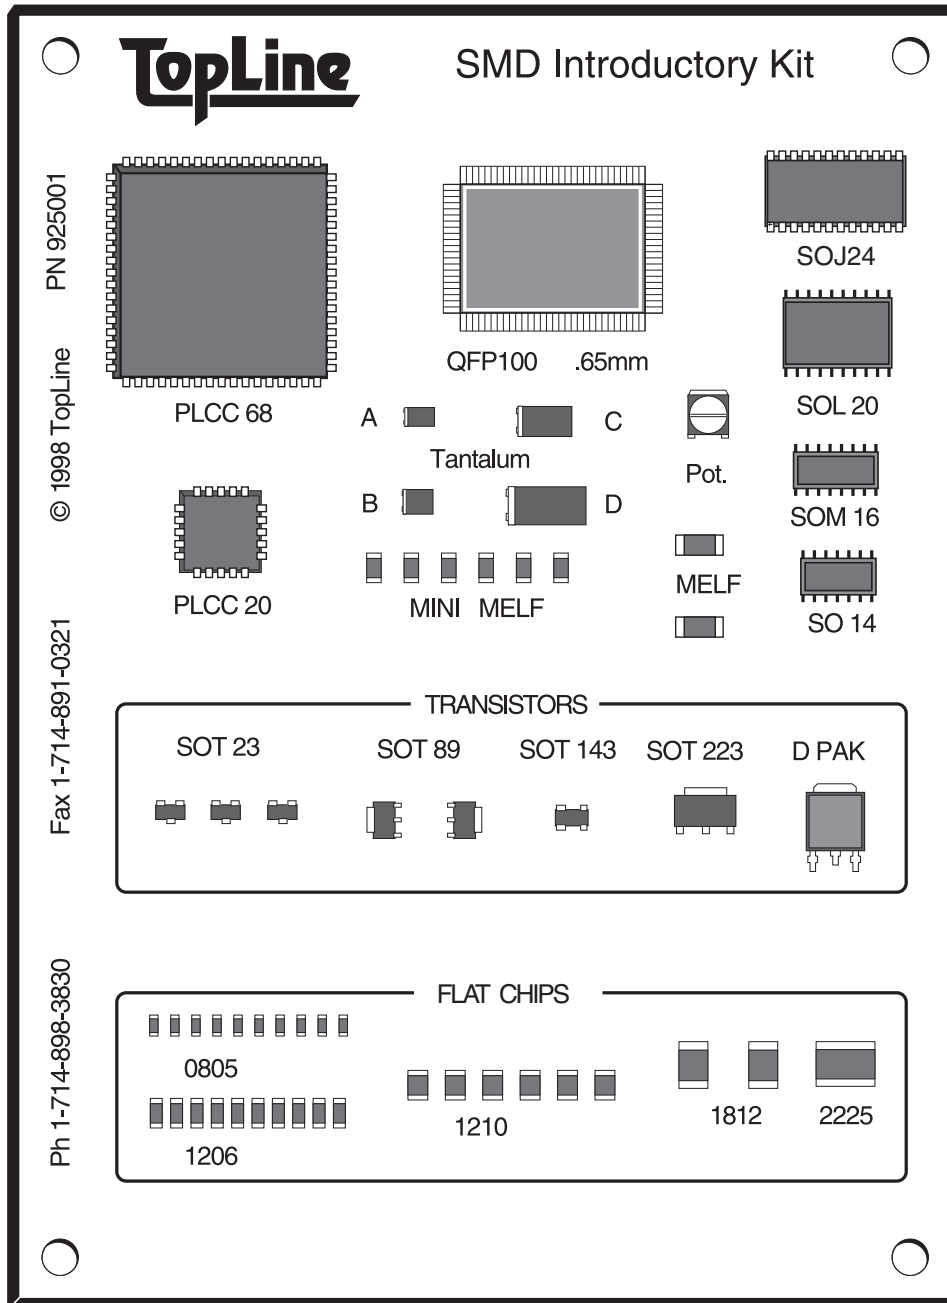 TopLine
SMD Introductory Kit
PN 925001
© 1998 TopLine
Fax 1-714-891-0321
Ph 1-714-898-3830
PLCC 68
QFP100 .65mm
SOJ24
SOL 20
A
C
Tantalum
B
D
Pot.
SOM 16
PLCC 20
MINI MELF
MELF
SO 14
TRANSISTORS
SOT 23
SOT 89
SOT 143
SOT 223
D PAK
FLAT CHIPS
0805
1206
1210
1812
2225